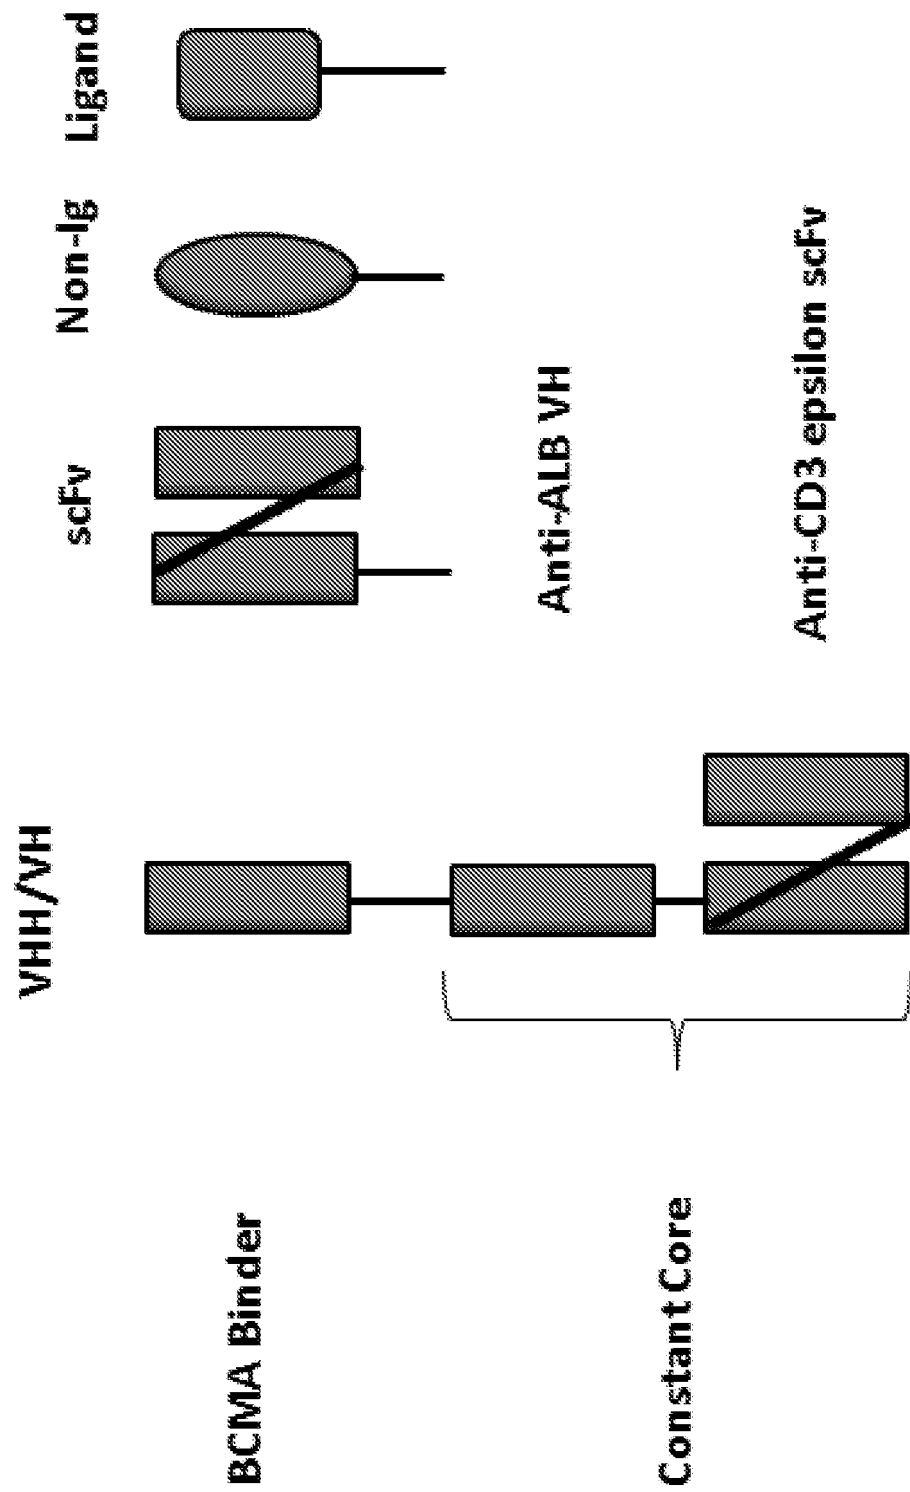 VHH/VH
scFv
Non-Ig
Ligand
BCMA Binder
Anti-ALB VH
Constant Core
Anti-CD3 epsilon scFv